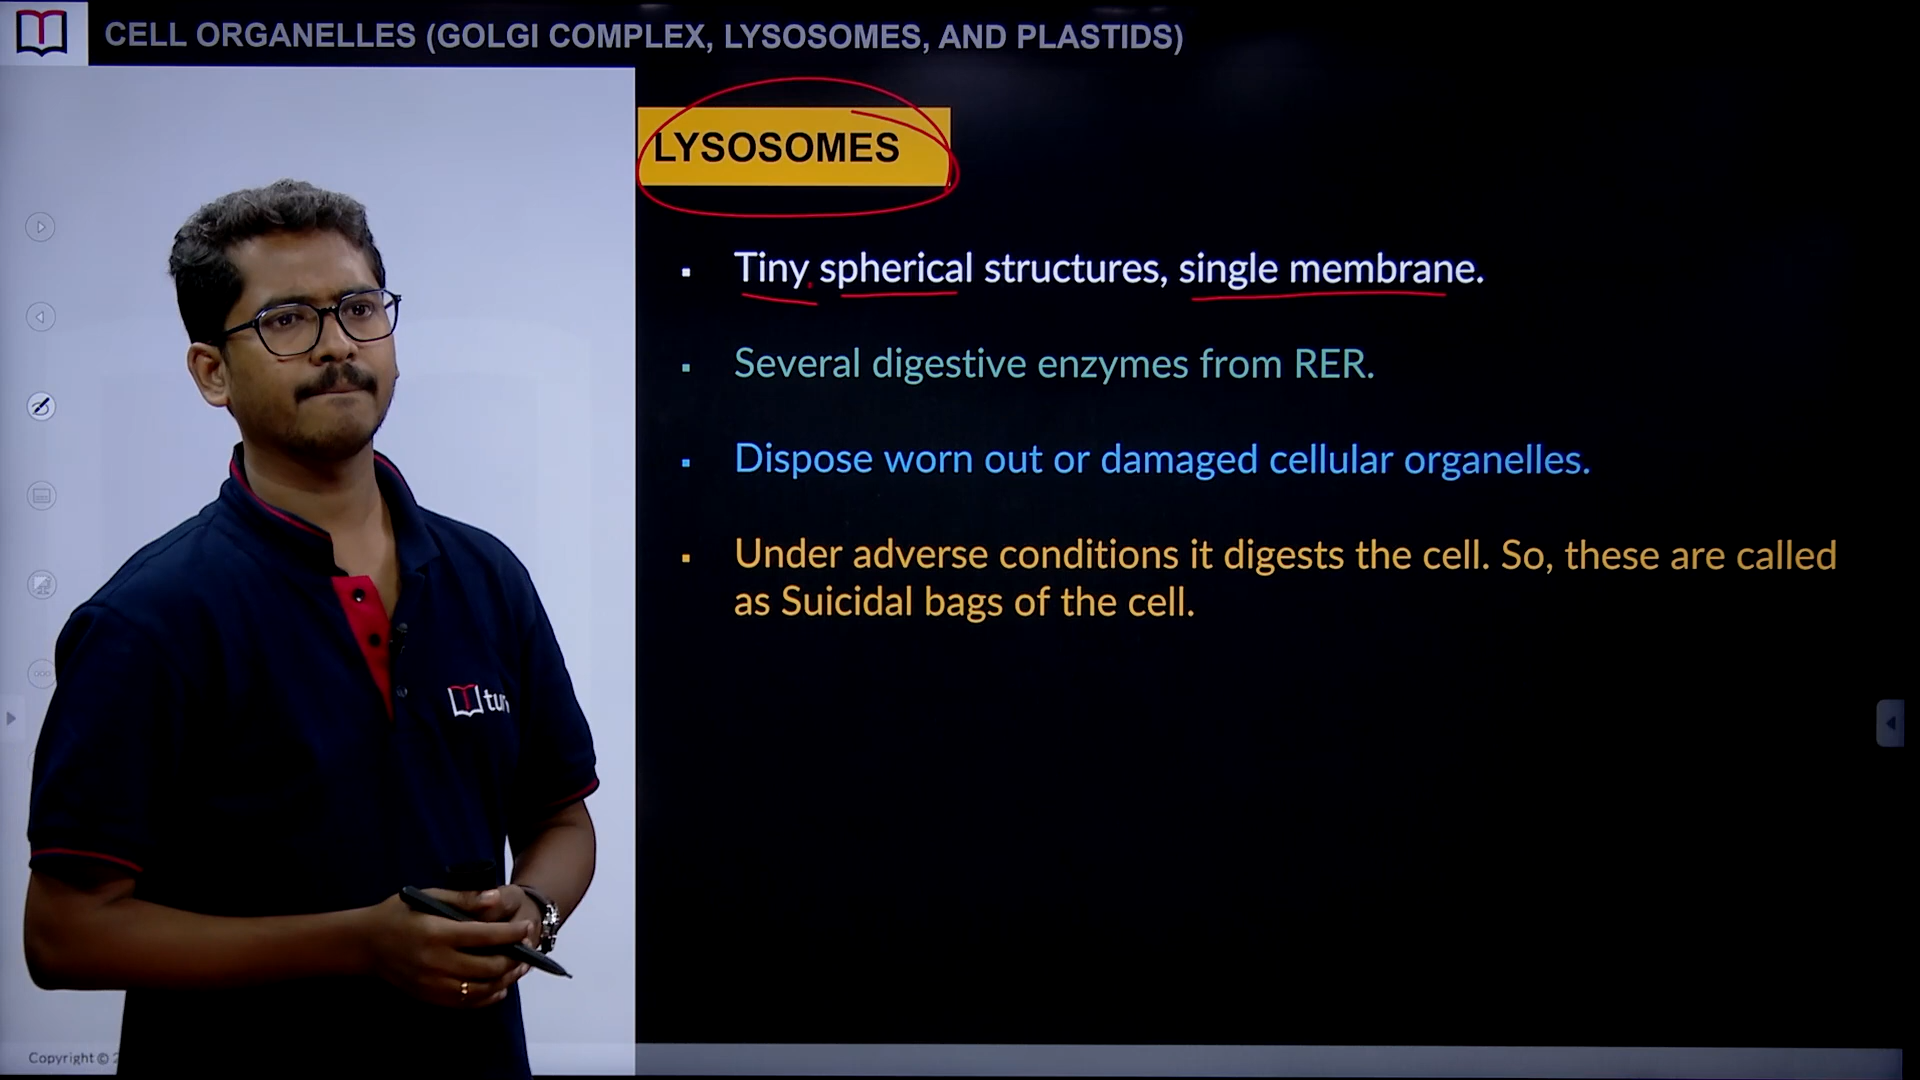 CELL ORGANELLES (GOLGI COMPLEX, LYSOSOMES, AND PLASTIDS)
LYSOSOMES
▪ Tiny spherical structures, single membrane.
▪ Several digestive enzymes from RER.
▪ Dispose worn out or damaged cellular organelles.
▪ Under adverse conditions it digests the cell. So, these are called
as Suicidal bags of the cell.
Copyright ©